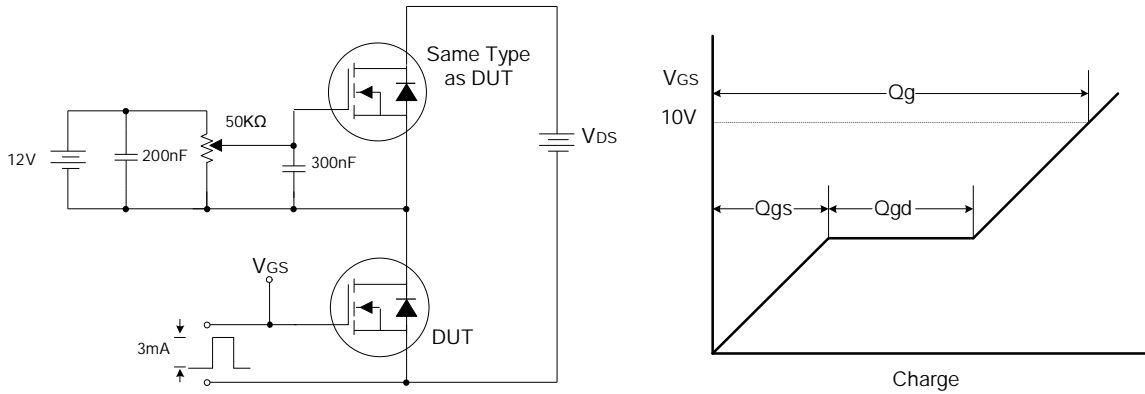 Same Type
as DUT
12V
200nF
50KΩ
300nF
VDS
VGS
3mA
DUT
VGS
10V
Qg
Qgs
Qgd
Charge